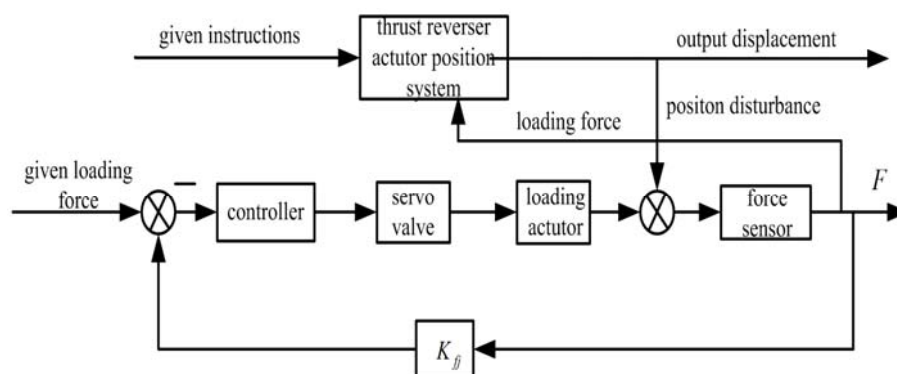 given instructions
thrust reverser
actutor position
system
output displacement
positon disturbance
loading force
given loading
force
−
controller
servo
valve
loading
actutor
force
sensor
F
K_fj